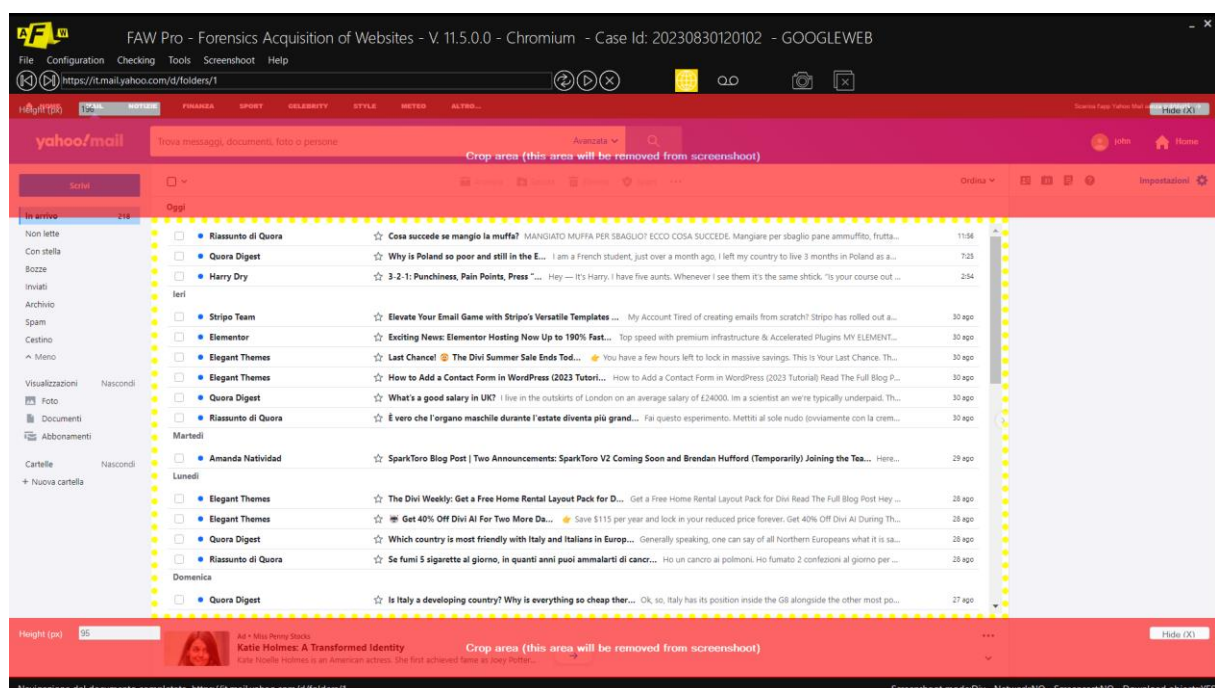 AFW
FAW Pro - Forensics Acquisition of Websites - V. 11.5.0.0 - Chromium - Case Id: 20230830120102 - GOOGLEWEB
_ ×
File Configuration Checking Tools Screenshoot Help
https://it.mail.yahoo.com/d/folders/1
Height (px) 196 MAIL NOTIZIE FINANZA SPORT CELEBRITY STYLE METEO ALTRO... Hide (X)
yahoo!mail Trova messaggi, documenti, foto o persone Avanzata john Home
Crop area (this area will be removed from screenshoot)
Scrivi Ordina Impostazioni
Oggi
In arrivo 218
Non lette
Con stella
Bozze
Inviati
Archivio
Spam
Cestino
Meno
Visualizzazioni Nascondi
Foto
Documenti
Abbonamenti
Cartelle Nascondi
+ Nuova cartella
Riassunto di Quora Cosa succede se mangio la muffa? MANGIATO MUFFA PER SBAGLIO? ECCO COSA SUCCEDE. Mangiare per sbaglio pane ammuffito, frutta... 11:56
Quora Digest Why is Poland so poor and still in the E... I am a French student, just over a month ago, I left my country to live 3 months in Poland as a... 7:25
Harry Dry 3-2-1: Punchiness, Pain Points, Press "... Hey — It's Harry. I have five aunts. Whenever I see them it's the same shtick. "Is your course out ... 2:54
Ieri
Stripo Team Elevate Your Email Game with Stripo's Versatile Templates ... My Account Tired of creating emails from scratch? Stripo has rolled out a... 30 ago
Elementor Exciting News: Elementor Hosting Now Up to 190% Fast... Top speed with premium infrastructure & Accelerated Plugins MY ELEMENT... 30 ago
Elegant Themes Last Chance! The Divi Summer Sale Ends Tod... You have a few hours left to lock in massive savings. This Is Your Last Chance. Th... 30 ago
Elegant Themes How to Add a Contact Form in WordPress (2023 Tutori... How to Add a Contact Form in WordPress (2023 Tutorial) Read The Full Blog P... 30 ago
Quora Digest What's a good salary in UK? I live in the outskirts of London on an average salary of £24000. Im a scientist an we're typically underpaid. Th... 30 ago
Riassunto di Quora È vero che l'organo maschile durante l'estate diventa più grand... Fai questo esperimento. Mettiti al sole nudo (ovviamente con la crem... 30 ago
Martedì
Amanda Natividad SparkToro Blog Post | Two Announcements: SparkToro V2 Coming Soon and Brendan Hufford (Temporarily) Joining the Tea... Here... 29 ago
Lunedì
Elegant Themes The Divi Weekly: Get a Free Home Rental Layout Pack for D... Get a Free Home Rental Layout Pack for Divi Read The Full Blog Post Hey ... 28 ago
Elegant Themes Get 40% Off Divi AI For Two More Da... Save $115 per year and lock in your reduced price forever. Get 40% Off Divi AI During Th... 28 ago
Quora Digest Which country is most friendly with Italy and Italians in Europ... Generally speaking, one can say of all Northern Europeans what it is sa... 28 ago
Riassunto di Quora Se fumi 5 sigarette al giorno, in quanti anni puoi ammalarti di cancr... Ho un cancro ai polmoni. Ho fumato 2 confezioni al giorno per ... 28 ago
Domenica
Quora Digest Is Italy a developing country? Why is everything so cheap ther... Ok, so, Italy has its position inside the G8 alongside the other most po... 27 ago
Height (px) 95 Hide (X)
Ad • Miss Penny Stocks
Katie Holmes: A Transformed Identity
Crop area (this area will be removed from screenshoot)
Kate Noelle Holmes is an American actress. She first achieved fame as Joey Potter...